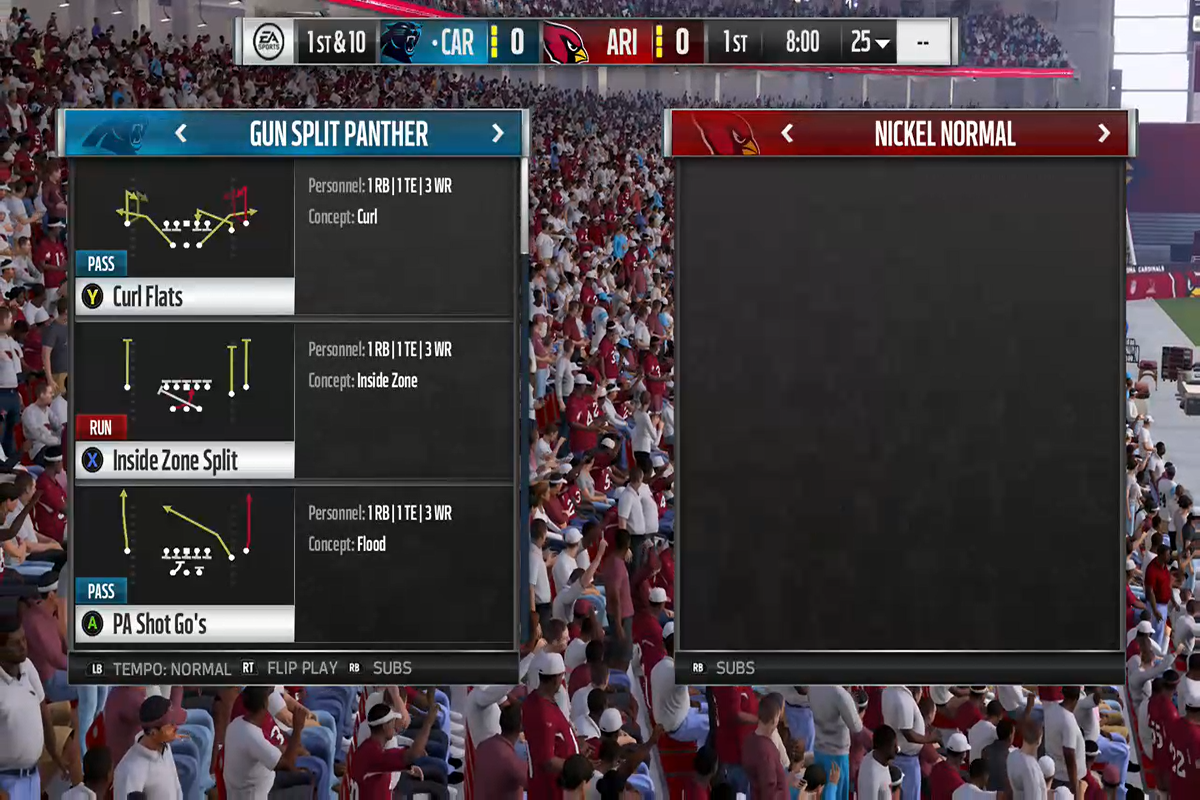 EA SPORTS 1ST & 10 · CAR 0 ARI 0 1ST 8:00 25 --
GUN SPLIT PANTHER
Personnel: 1 RB | 1 TE | 3 WR
Concept: Curl
PASS
Y Curl Flats
Personnel: 1 RB | 1 TE | 3 WR
Concept: Inside Zone
RUN
X Inside Zone Split
Personnel: 1 RB | 1 TE | 3 WR
Concept: Flood
PASS
A PA Shot Go's
LB TEMPO: NORMAL RT FLIP PLAY RB SUBS
NICKEL NORMAL
RB SUBS
CARDINALS